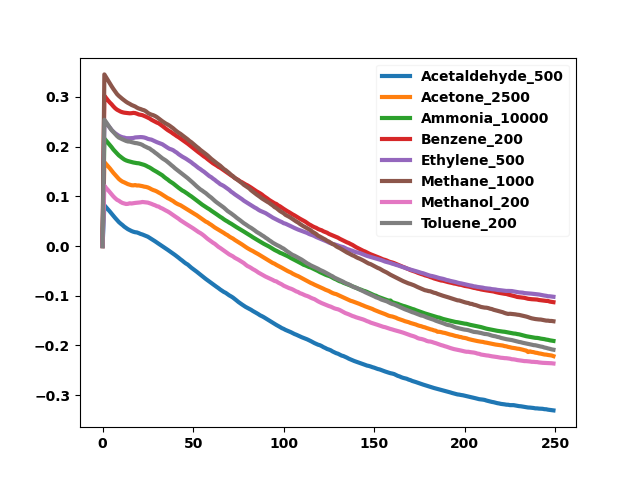 Acetaldehyde_500
Acetone_2500
Ammonia_10000
Benzene_200
Ethylene_500
Methane_1000
Methanol_200
Toluene_200
0.3
0.2
0.1
0.0
−0.1
−0.2
−0.3
0 50 100 150 200 250